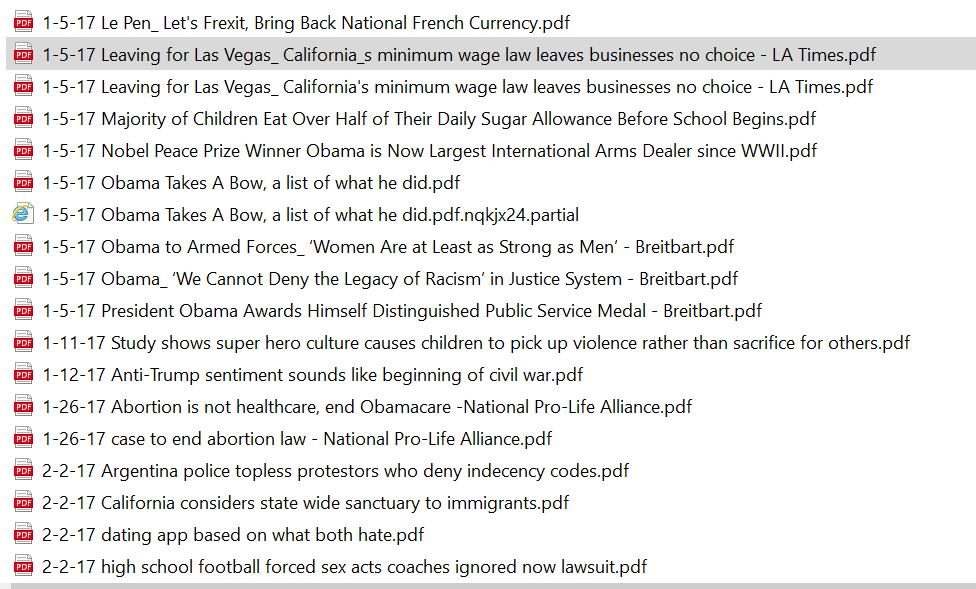 1-5-17 Le Pen_ Let's Frexit, Bring Back National French Currency.pdf
1-5-17 Leaving for Las Vegas_ California_s minimum wage law leaves businesses no choice - LA Times.pdf
1-5-17 Leaving for Las Vegas_ California's minimum wage law leaves businesses no choice - LA Times.pdf
1-5-17 Majority of Children Eat Over Half of Their Daily Sugar Allowance Before School Begins.pdf
1-5-17 Nobel Peace Prize Winner Obama is Now Largest International Arms Dealer since WWII.pdf
1-5-17 Obama Takes A Bow, a list of what he did.pdf
1-5-17 Obama Takes A Bow, a list of what he did.pdf.nqkjx24.partial
1-5-17 Obama to Armed Forces_ ‘Women Are at Least as Strong as Men’ - Breitbart.pdf
1-5-17 Obama_ ‘We Cannot Deny the Legacy of Racism’ in Justice System - Breitbart.pdf
1-5-17 President Obama Awards Himself Distinguished Public Service Medal - Breitbart.pdf
1-11-17 Study shows super hero culture causes children to pick up violence rather than sacrifice for others.pdf
1-12-17 Anti-Trump sentiment sounds like beginning of civil war.pdf
1-26-17 Abortion is not healthcare, end Obamacare -National Pro-Life Alliance.pdf
1-26-17 case to end abortion law - National Pro-Life Alliance.pdf
2-2-17 Argentina police topless protestors who deny indecency codes.pdf
2-2-17 California considers state wide sanctuary to immigrants.pdf
2-2-17 dating app based on what both hate.pdf
2-2-17 high school football forced sex acts coaches ignored now lawsuit.pdf